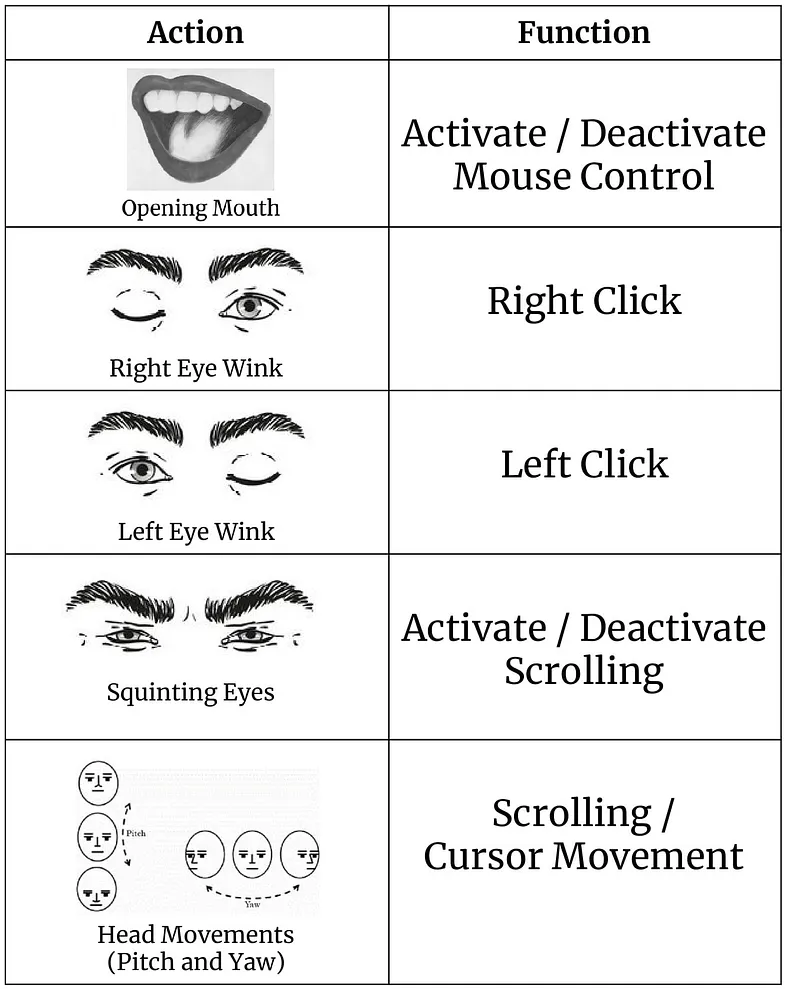 Action
Function
Opening Mouth
Activate / Deactivate
Mouse Control
Right Eye Wink
Right Click
Left Eye Wink
Left Click
Squinting Eyes
Activate / Deactivate
Scrolling
Pitch
Yaw
Head Movements
(Pitch and Yaw)
Scrolling /
Cursor Movement